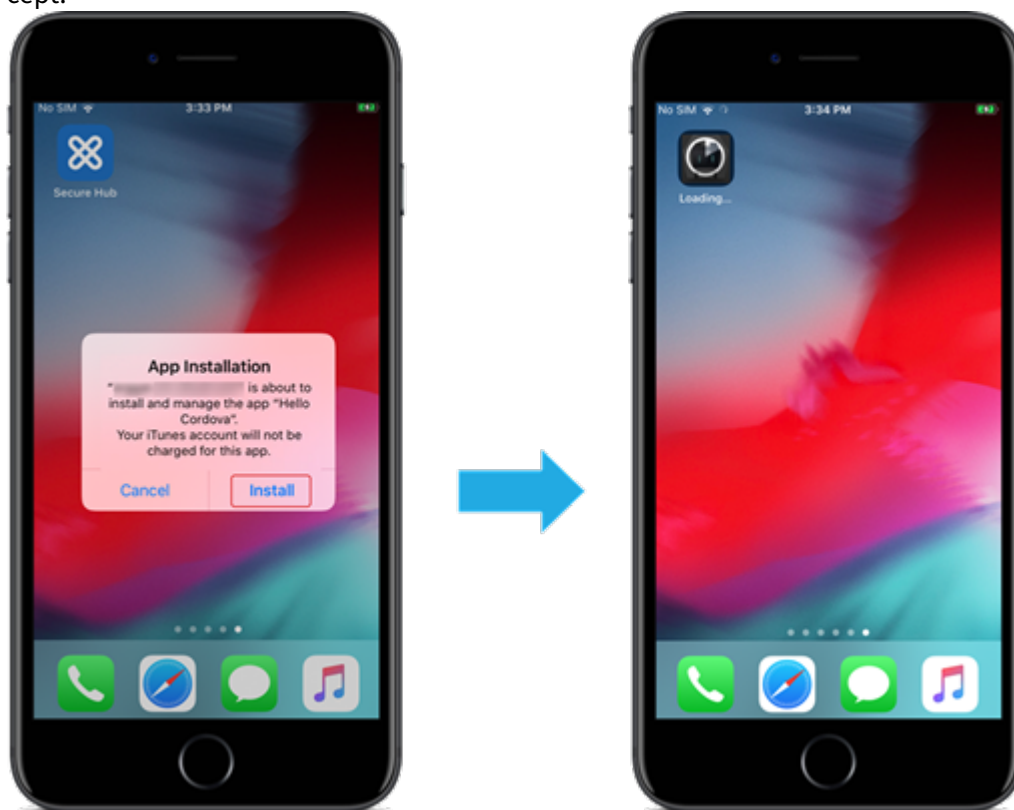 cept.
No SIM 3:33 PM
Secure Hub
App Installation
" is about to
install and manage the app "Hello
Cordova".
Your iTunes account will not be
charged for this app.
Cancel Install
No SIM 3:34 PM
Loading...